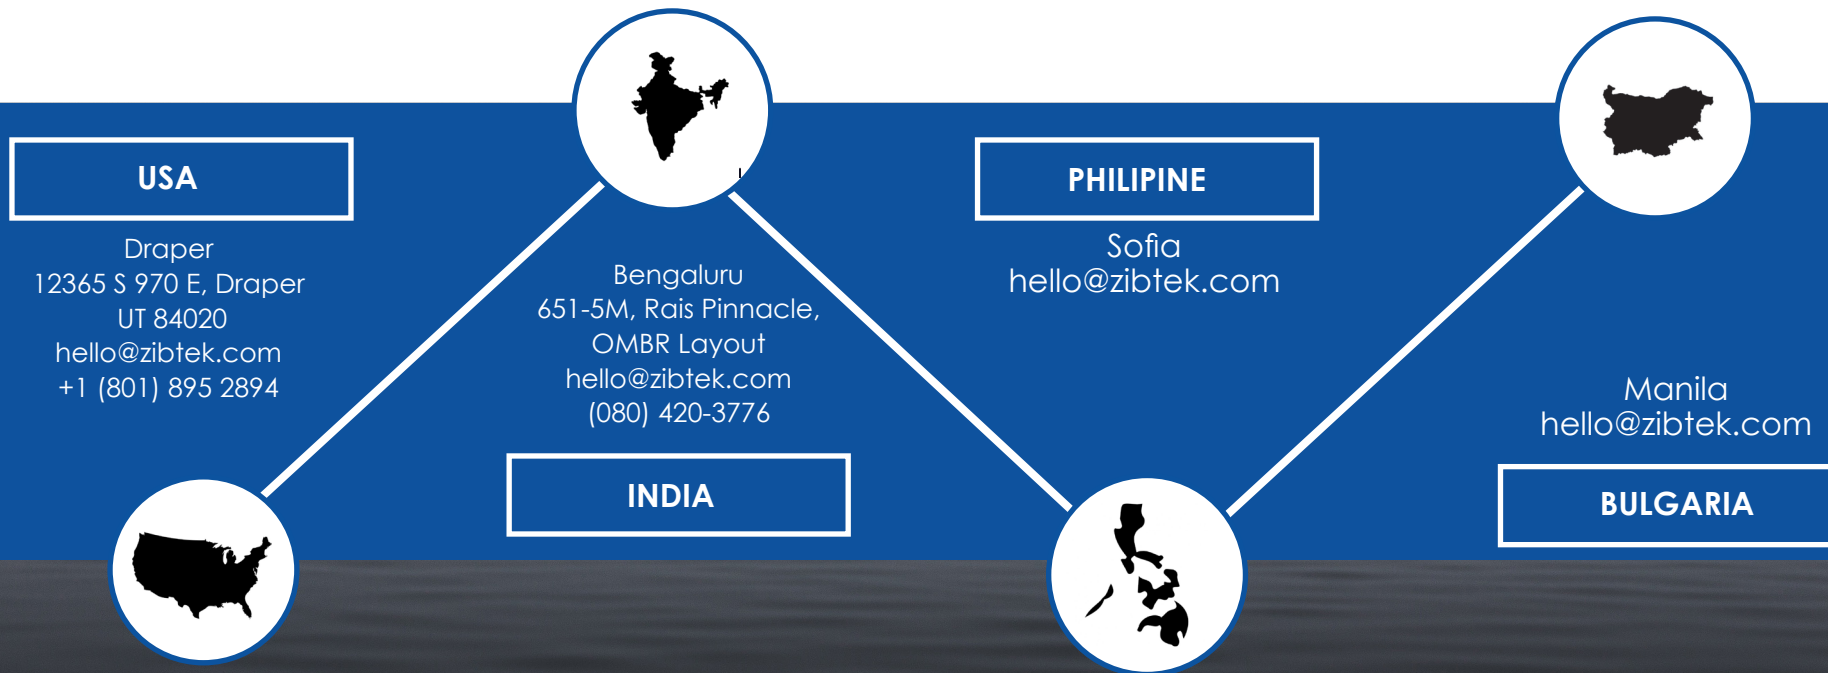 USA
Draper
12365 S 970 E, Draper
UT 84020
hello@zibtek.com
+1 (801) 895 2894
Bengaluru
651-5M, Rais Pinnacle,
OMBR Layout
hello@zibtek.com
(080) 420-3776
INDIA
PHILIPINE
Sofia
hello@zibtek.com
Manila
hello@zibtek.com
BULGARIA